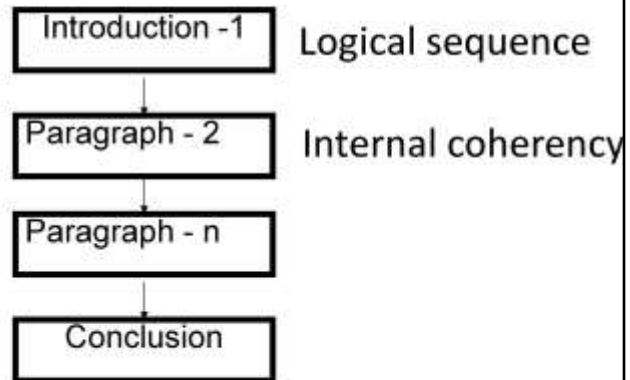 Introduction -1
Logical sequence
Paragraph - 2
Internal coherency
Paragraph - n
Conclusion